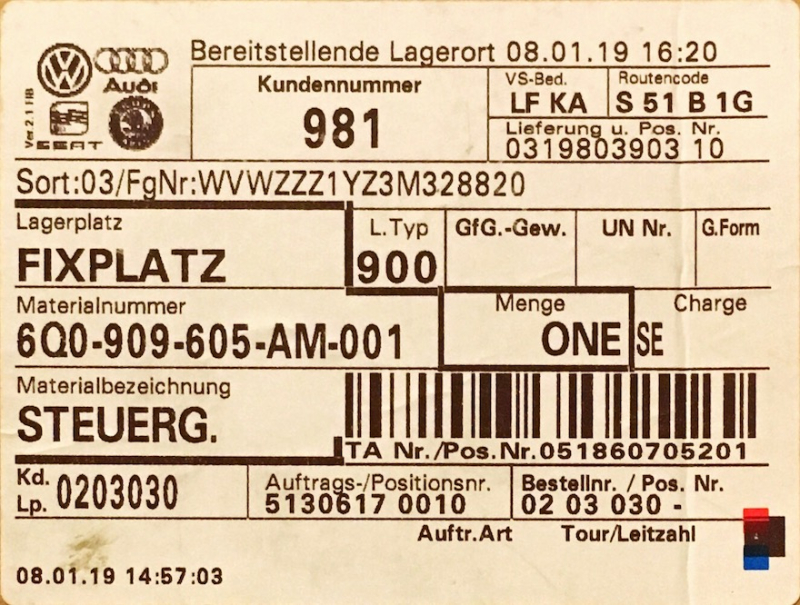 Bereitstellende Lagerort 08.01.19 16:20
AUDI
Ver 2.1 HB
SEAT
Kundennummer
981
VS-Bed.
LF KA
Routencode
S 51 B 1G
Lieferung u. Pos. Nr.
0319803903 10
Sort:03/FgNr:WVWZZZ1YZ3M328820
Lagerplatz
FIXPLATZ
L.Typ
900
GfG.-Gew.
UN Nr.
G.Form
Materialnummer
6Q0-909-605-AM-001
Menge
ONE
Charge
SE
Materialbezeichnung
STEUERG.
TA Nr./Pos.Nr.051860705201
Kd.
Lp. 0203030
Auftrags-/Positionsnr.
5130617 0010
Bestellnr. / Pos. Nr.
02 03 030 -
Auftr.Art
Tour/Leitzahl
08.01.19 14:57:03